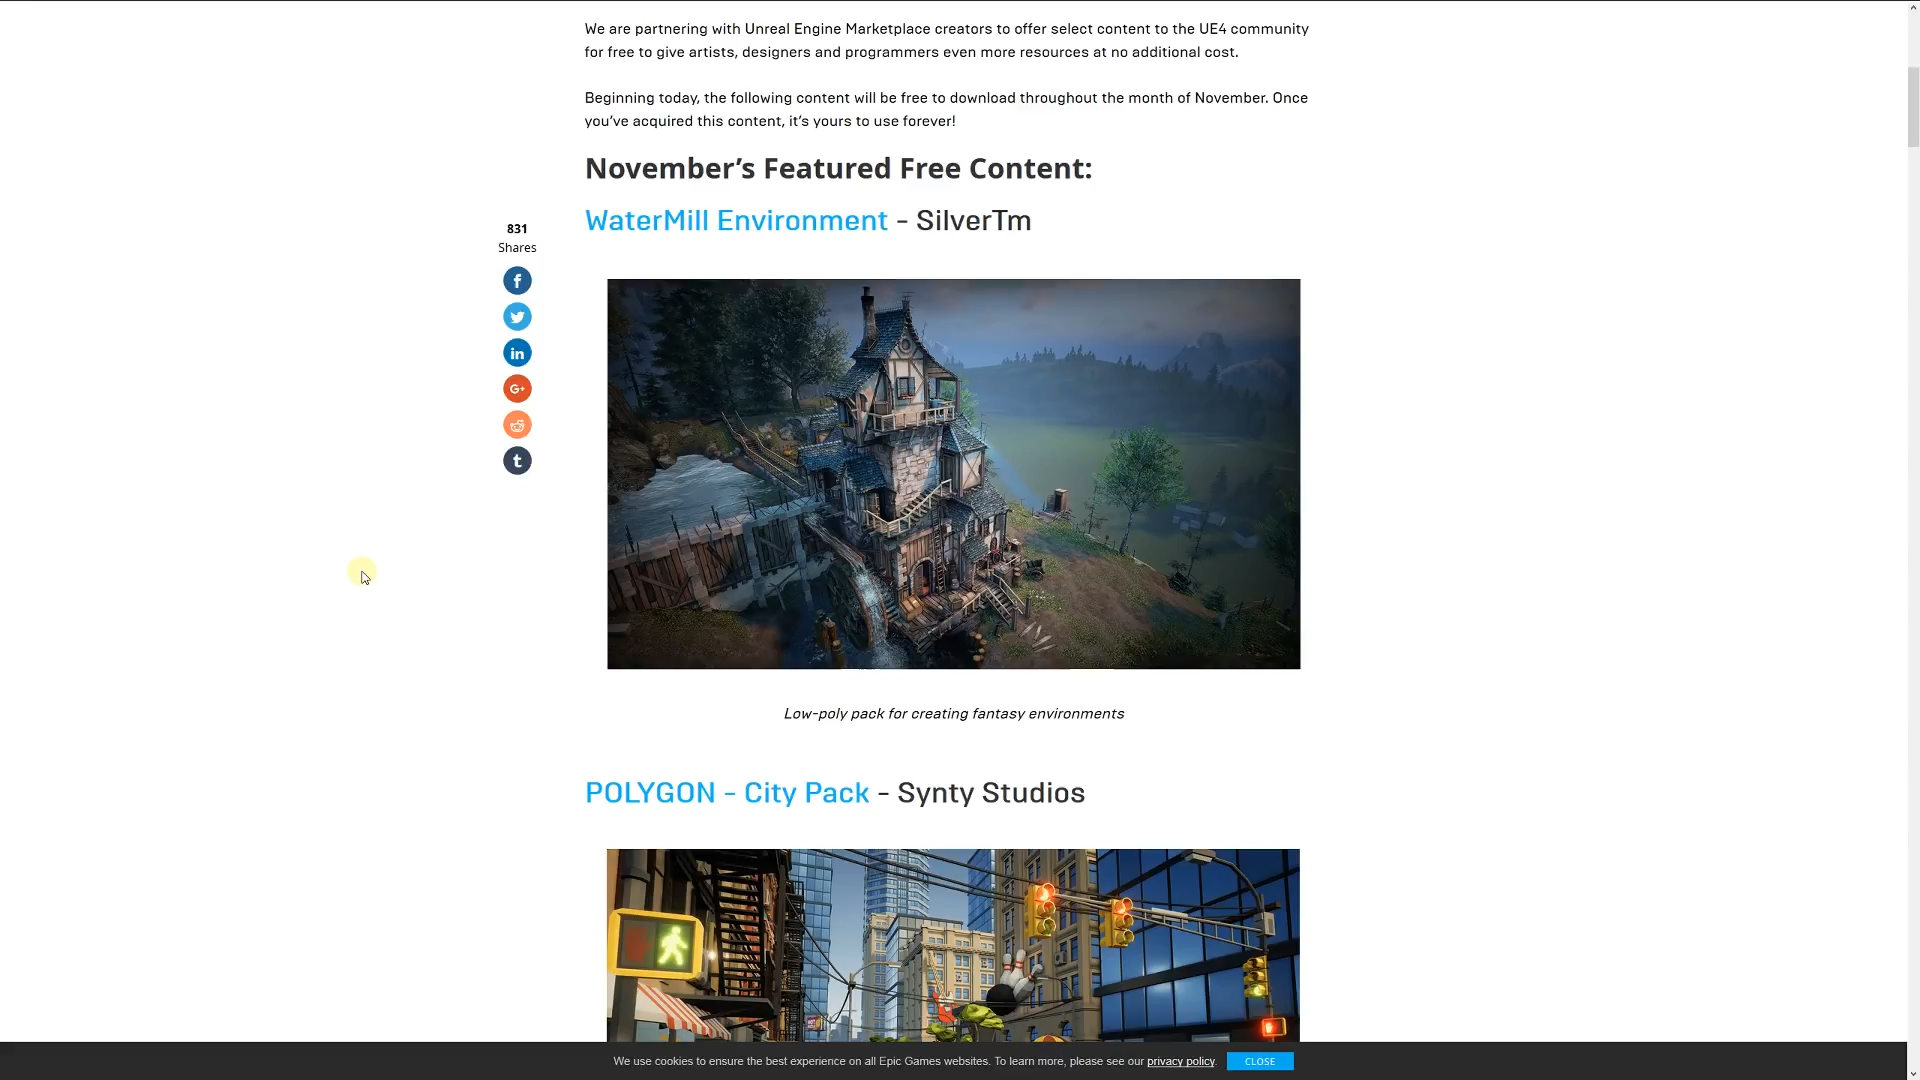 We are partnering with Unreal Engine Marketplace creators to offer select content to the UE4 community
for free to give artists, designers and programmers even more resources at no additional cost.
Beginning today, the following content will be free to download throughout the month of November. Once
you've acquired this content, it's yours to use forever!
November's Featured Free Content:
WaterMill Environment - SilverTm
831
Shares
f
in
G+
t
Low-poly pack for creating fantasy environments
POLYGON - City Pack - Synty Studios
We use cookies to ensure the best experience on all Epic Games websites. To learn more, please see our privacy policy.
CLOSE